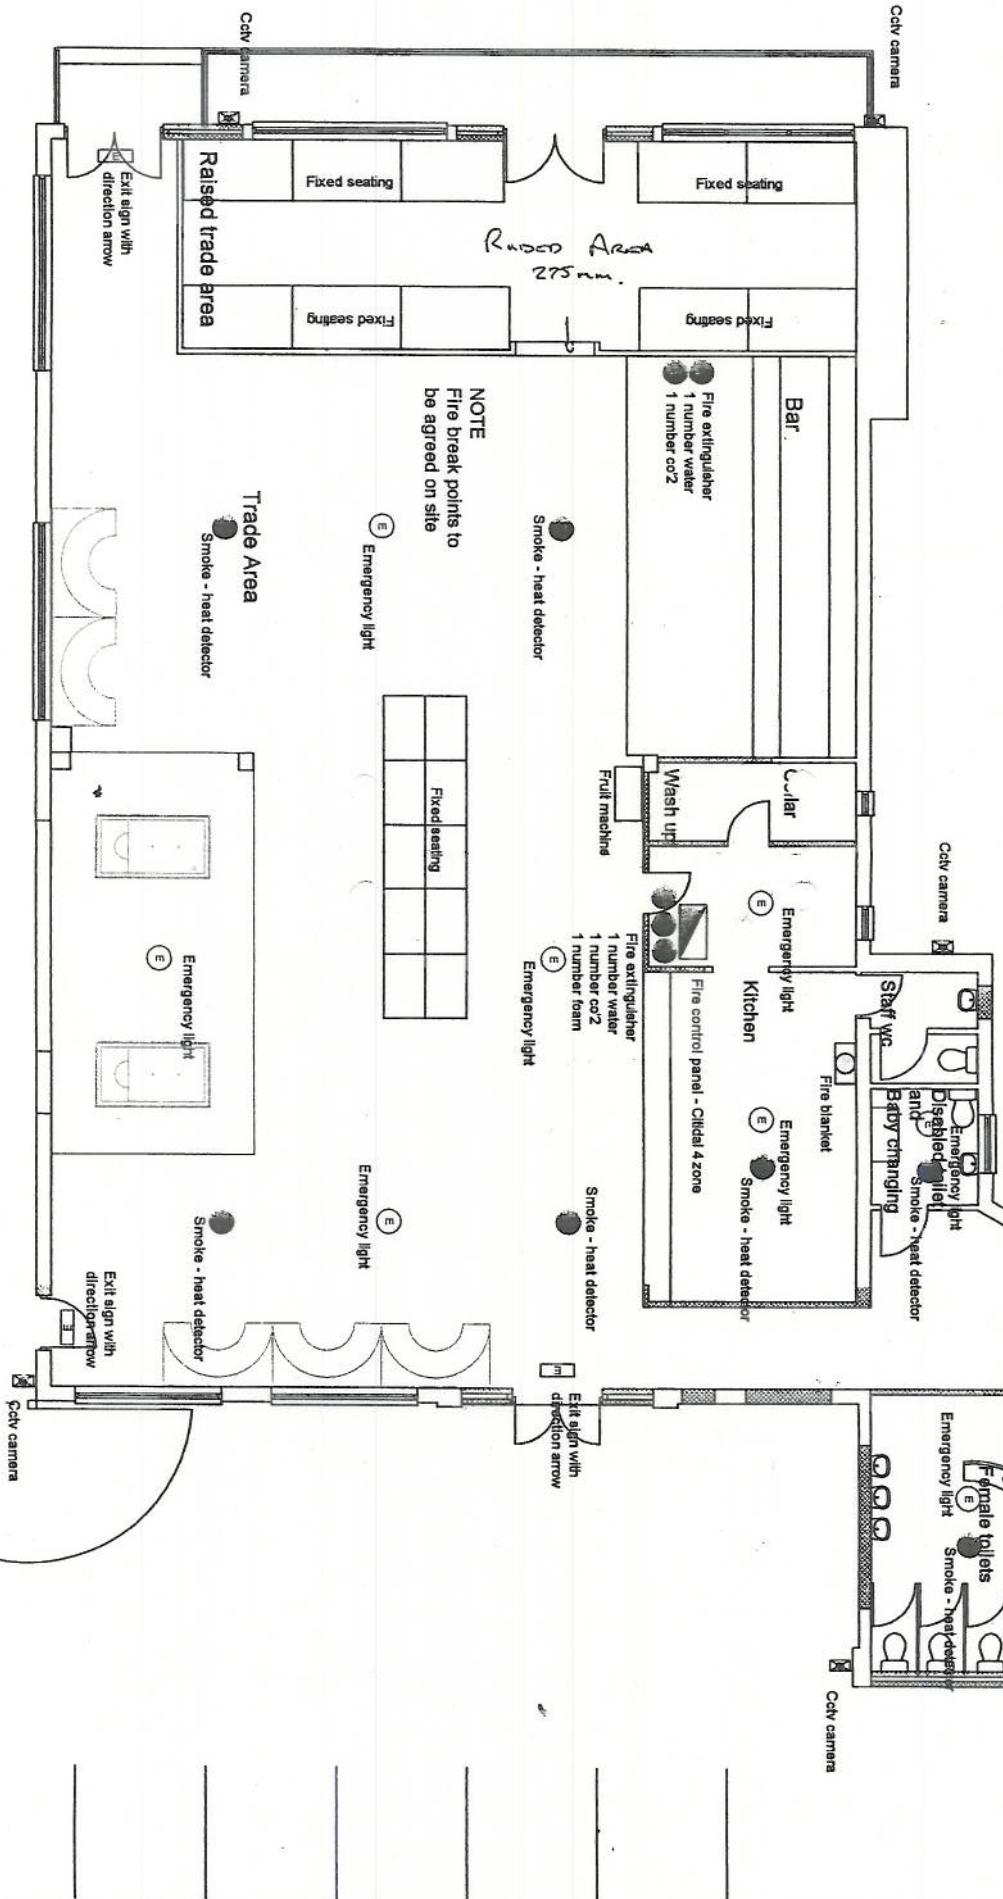 Cctv camera
Cctv camera
Exit sign with
direction arrow
E
Raised trade area
Fixed seating
Fixed seating
RAISED AREA
275mm.
Fixed seating
Fixed seating
NOTE
Fire break points to
be agreed on site
Bar
Fire extinguisher
1 number water
1 number co'2
Trade Area
Smoke - heat detector
E
Emergency light
Smoke - heat detector
Fixed seating
Fruit machine
Wash up
Cellar
Cctv camera
E
Emergency light
E
Emergency light
Fire extinguisher
1 number water
1 number co'2
1 number foam
E
Emergency light
Kitchen
Fire control panel - Citidal 4 zone
Staff wc
Fire blanket
E
Emergency light
Smoke - heat detector
Disabled toilet
and
Baby changing
E
Emergency light
Smoke - heat detector
Smoke - heat detector
E
Emergency light
Smoke - heat detector
Exit sign with
direction arrow
E
Cctv camera
E
Exit sign with
direction arrow
Female toilets
E
Emergency light
Smoke - heat detector
Cctv camera